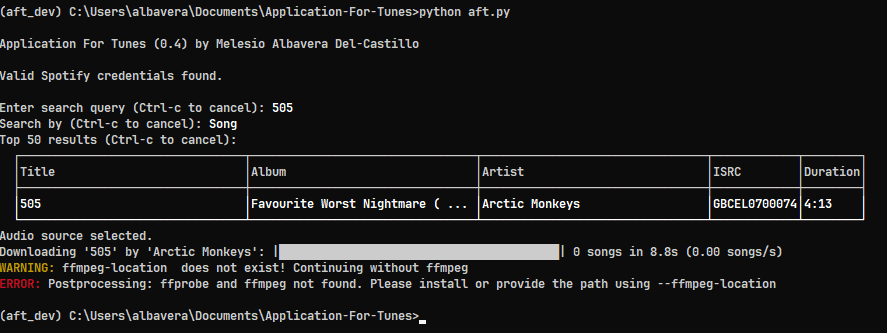 (aft_dev) C:\Users\albavera\Documents\Application-For-Tunes>python aft.py
Application For Tunes (0.4) by Melesio Albavera Del-Castillo
Valid Spotify credentials found.
Enter search query (Ctrl-c to cancel): 505
Search by (Ctrl-c to cancel): Song
Top 50 results (Ctrl-c to cancel):
Title Album Artist ISRC Duration
505 Favourite Worst Nightmare ( ... Arctic Monkeys GBCEL0700074 4:13
Audio source selected.
Downloading '505' by 'Arctic Monkeys': | | 0 songs in 8.8s (0.00 songs/s)
WARNING: ffmpeg-location  does not exist! Continuing without ffmpeg
ERROR: Postprocessing: ffprobe and ffmpeg not found. Please install or provide the path using --ffmpeg-location
(aft_dev) C:\Users\albavera\Documents\Application-For-Tunes>